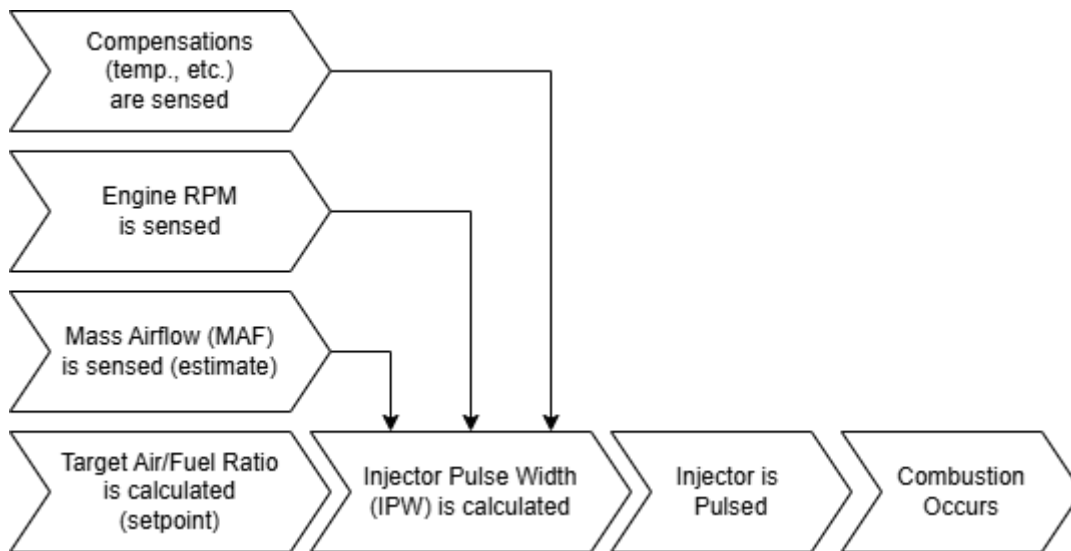 Compensations
(temp., etc.)
are sensed
Engine RPM
is sensed
Mass Airflow (MAF)
is sensed (estimate)
Target Air/Fuel Ratio
is calculated
(setpoint)
Injector Pulse Width
(IPW) is calculated
Injector is
Pulsed
Combustion
Occurs